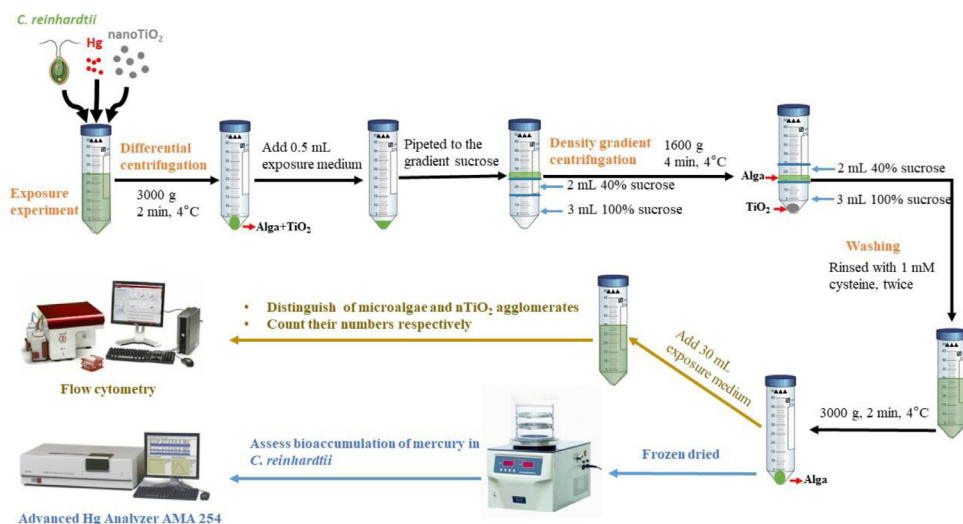 C. reinhardtii
Hg
nanoTiO2
Exposure
experiment
Differential
centrifugation
3000 g
2 min, 4°C
Alga+TiO2
Add 0.5 mL
exposure medium
Pipeted to the
gradient sucrose
2 mL 40% sucrose
3 mL 100% sucrose
Density gradient
centrifugation
1600 g
4 min, 4°C
Alga
TiO2
2 mL 40% sucrose
3 mL 100% sucrose
Washing
Rinsed with 1 mM
cysteine, twice
3000 g, 2 min, 4°C
Alga
Add 30 mL
exposure medium
• Distinguish of microalgae and nTiO2 agglomerates
• Count their numbers respectively
Flow cytometry
Frozen dried
Assess bioaccumulation of mercury in
C. reinhardtii
Advanced Hg Analyzer AMA 254